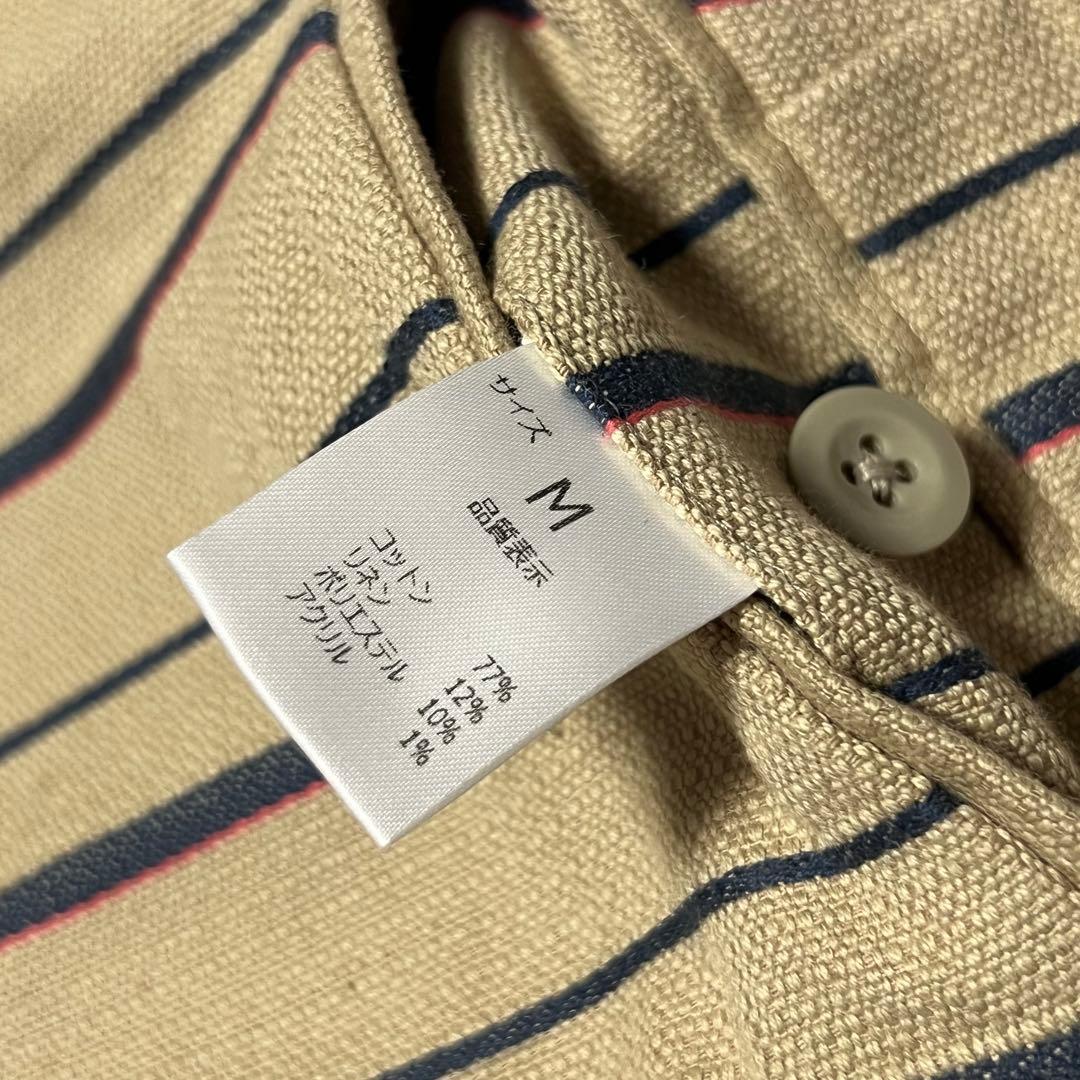 サイズ
M
品質表示
コットン 77%
リネン 12%
ポリエステル 10%
アクリル 1%